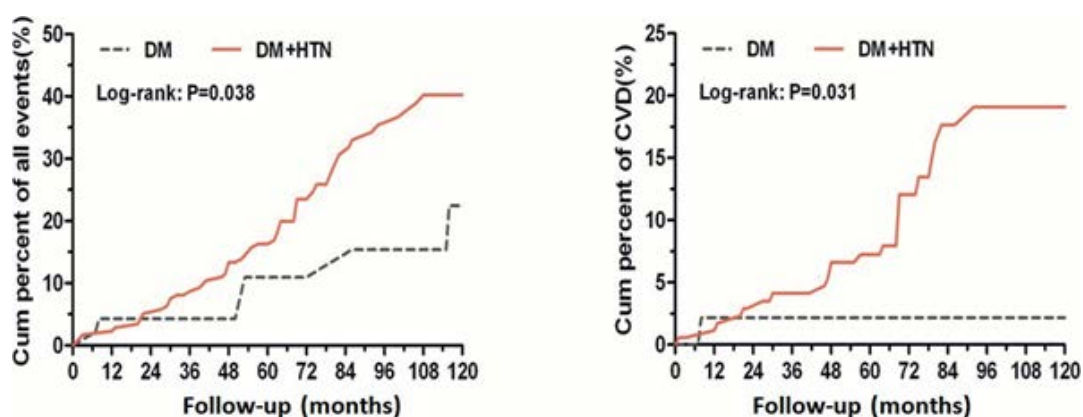 Cum percent of all events(%)
50
40
30
20
10
0
DM
DM+HTN
Log-rank: P=0.038
0 12 24 36 48 60 72 84 96 108 120
Follow-up (months)
Cum percent of CVD(%)
25
20
15
10
5
0
DM
DM+HTN
Log-rank: P=0.031
0 12 24 36 48 60 72 84 96 108 120
Follow-up (months)